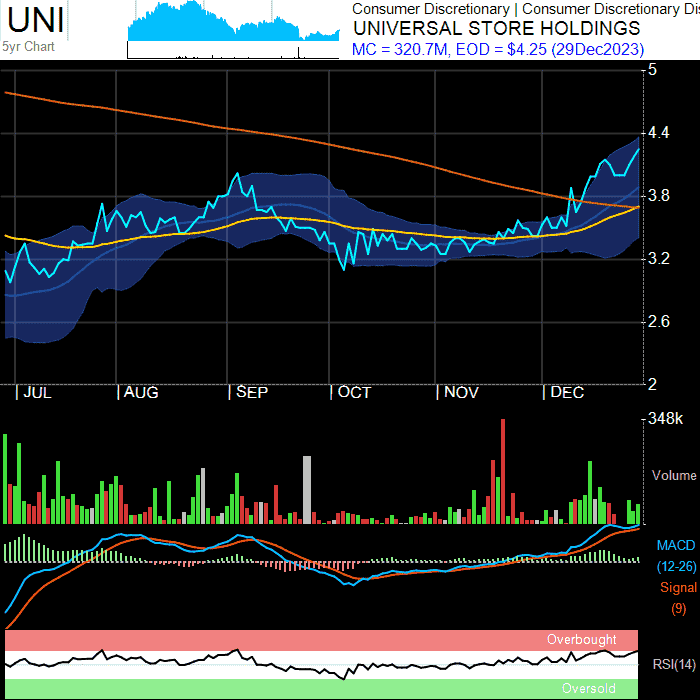 UNI
5yr Chart
Consumer Discretionary | Consumer Discretionary Dis
UNIVERSAL STORE HOLDINGS
MC = 320.7M, EOD = $4.25 (29Dec2023)
5
4.4
3.8
3.2
2.6
2
| JUL | AUG | SEP | OCT | NOV | DEC
348k
Volume
MACD
(12-26)
Signal
(9)
Overbought
RSI(14)
Oversold